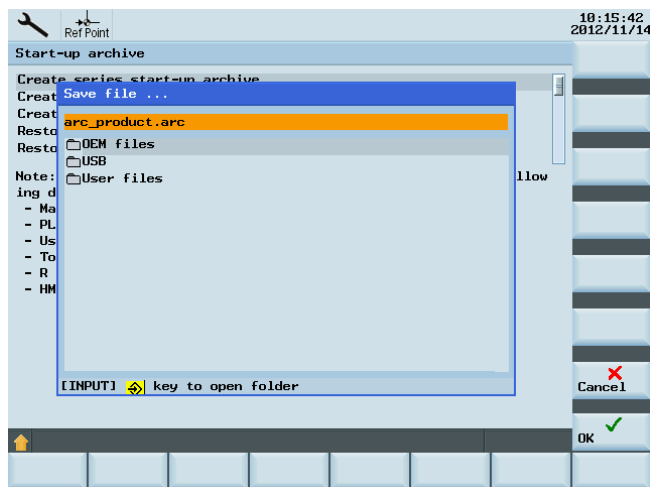 Ref Point
10:15:42
2012/11/14
Start-up archive
Create series start-up archive
Creat
Creat
Resto
Resto
Save file ...
arc_product.arc
OEM files
USB
User files
Note:
llow
ing d
- Ma
- PL
- Us
- To
- R
- HM
[INPUT] key to open folder
Cancel
OK